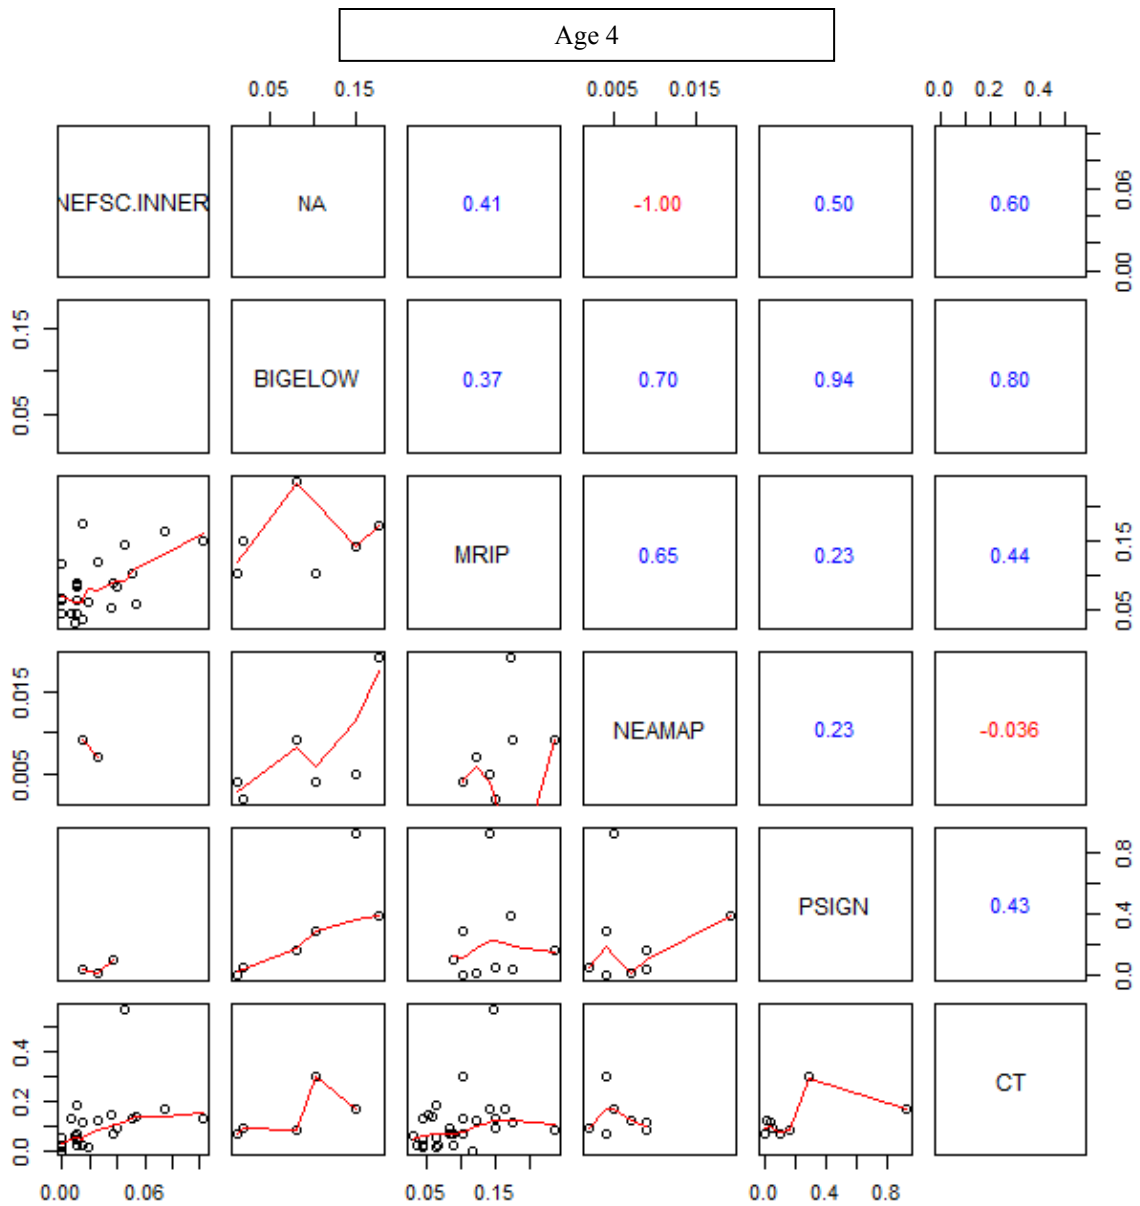 Age 4
0.05 0.15 0.005 0.015 0.0 0.2 0.4
NEFSC.INNER NA 0.41 -1.00 0.50 0.60
0.00 0.06
0.05 0.15
BIGELOW 0.37 0.70 0.94 0.80
MRIP 0.65 0.23 0.44
0.05 0.15
0.005 0.015
NEAMAP 0.23 -0.036
PSIGN 0.43
0.0 0.4 0.8
0.0 0.2 0.4
CT
0.00 0.06 0.05 0.15 0.0 0.4 0.8